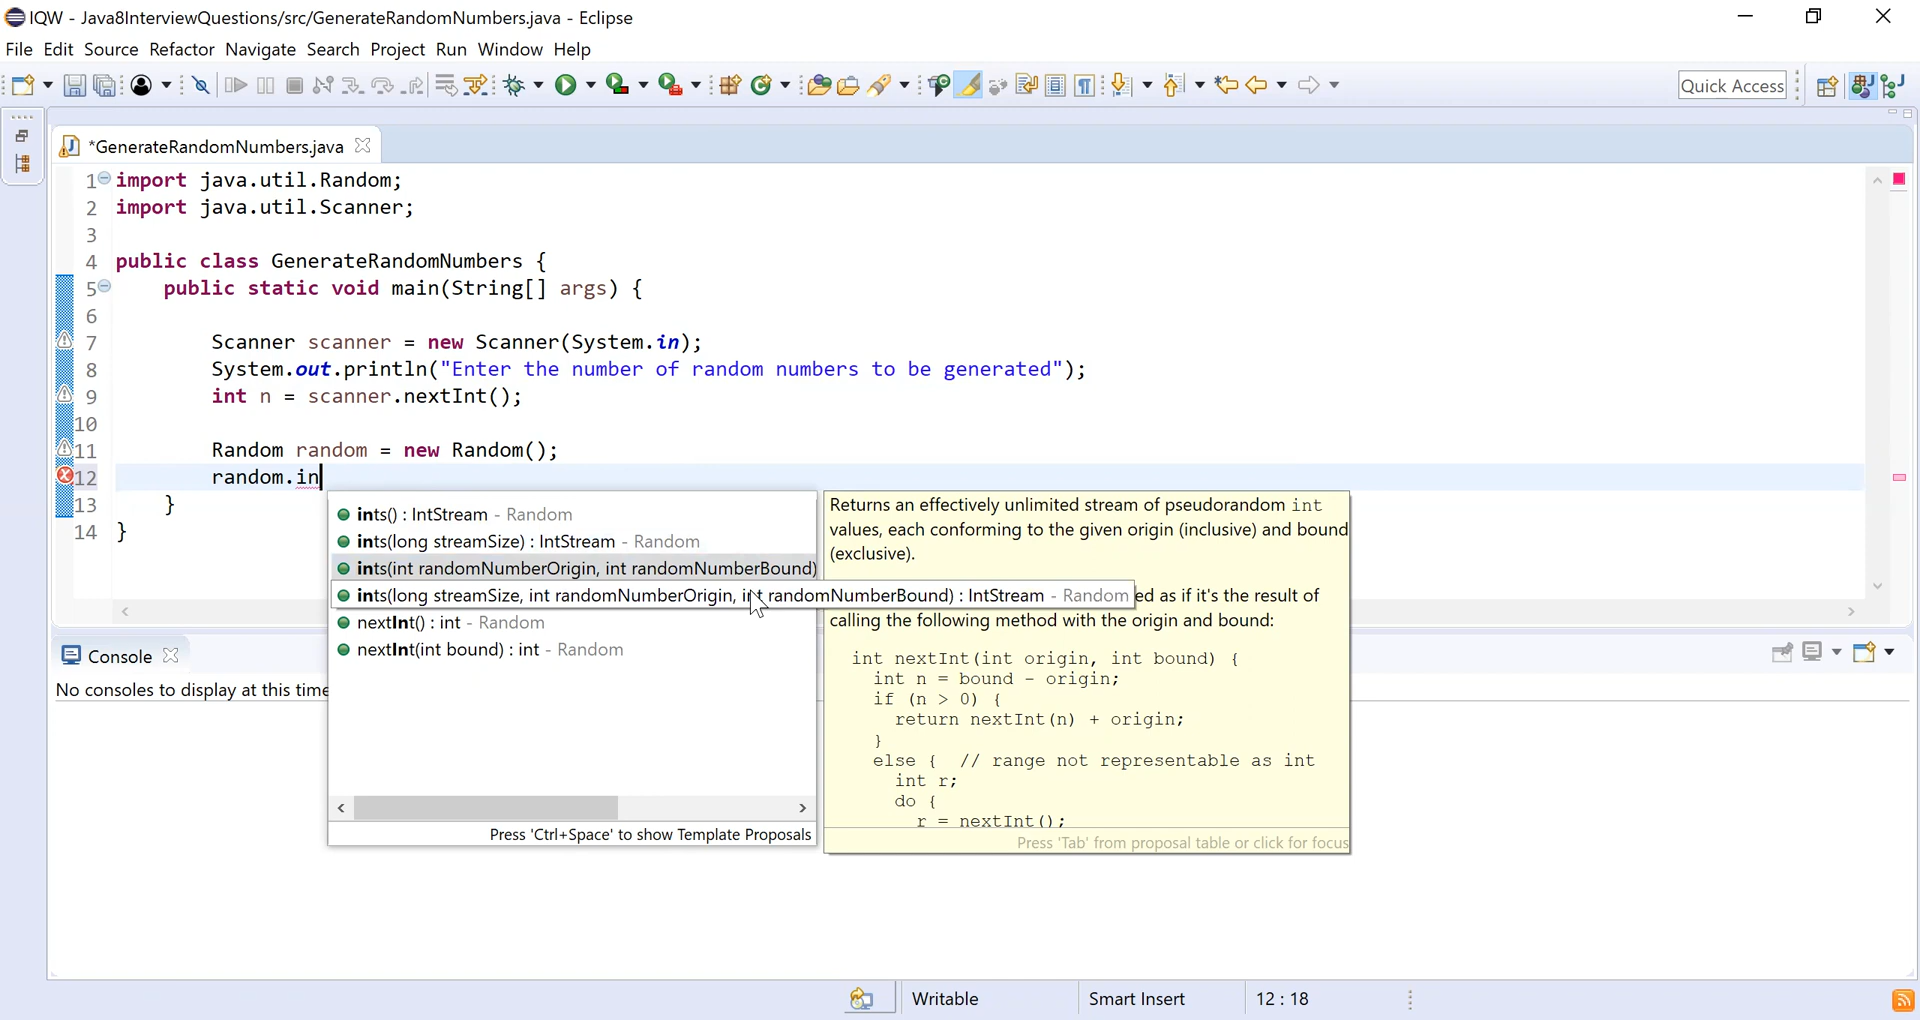 IQW - Java8InterviewQuestions/src/GenerateRandomNumbers.java - Eclipse
File Edit Source Refactor Navigate Search Project Run Window Help
Quick Access
*GenerateRandomNumbers.java
1 import java.util.Random;
2 import java.util.Scanner;
3
4 public class GenerateRandomNumbers {
5 public static void main(String[] args) {
6
7 Scanner scanner = new Scanner(System.in);
8 System.out.println("Enter the number of random numbers to be generated");
9 int n = scanner.nextInt();
10
11 Random random = new Random();
12 random.in
13 }
14 }
ints() : IntStream - Random
ints(long streamSize) : IntStream - Random
ints(int randomNumberOrigin, int randomNumberBound)
ints(long streamSize, int randomNumberOrigin, int randomNumberBound) : IntStream - Random
nextInt() : int - Random
nextInt(int bound) : int - Random
Press 'Ctrl+Space' to show Template Proposals
Returns an effectively unlimited stream of pseudorandom int
values, each conforming to the given origin (inclusive) and bound
(exclusive).
ed as if it's the result of
calling the following method with the origin and bound:
int nextInt(int origin, int bound) {
int n = bound - origin;
if (n > 0) {
return nextInt(n) + origin;
}
else { // range not representable as int
int r;
do {
r = nextInt();
Press 'Tab' from proposal table or click for focus
Console
No consoles to display at this time
Writable
Smart Insert
12 : 18